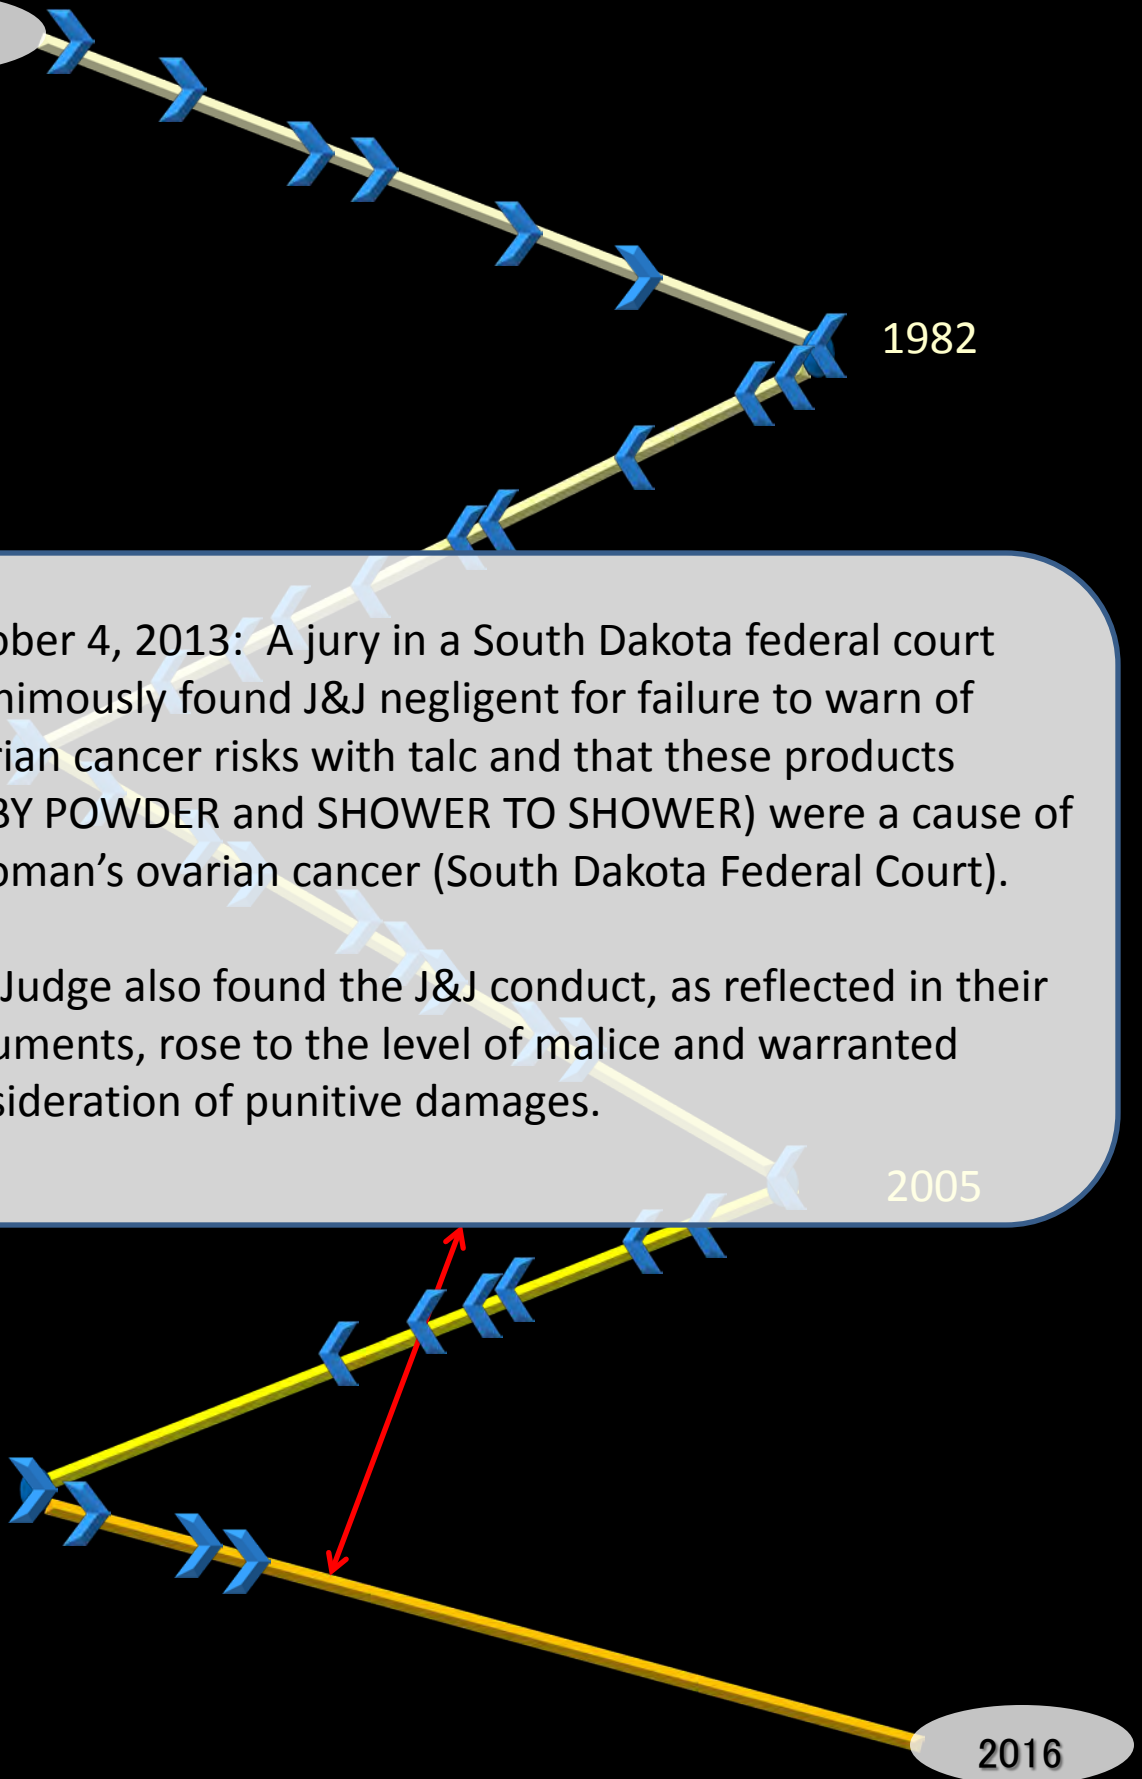 1982
ober 4, 2013: A jury in a South Dakota federal court
nimously found J&J negligent for failure to warn of
rian cancer risks with talc and that these products
BY POWDER and SHOWER TO SHOWER) were a cause of
oman’s ovarian cancer (South Dakota Federal Court).
Judge also found the J&J conduct, as reflected in their
uments, rose to the level of malice and warranted
sideration of punitive damages.
2005
2016